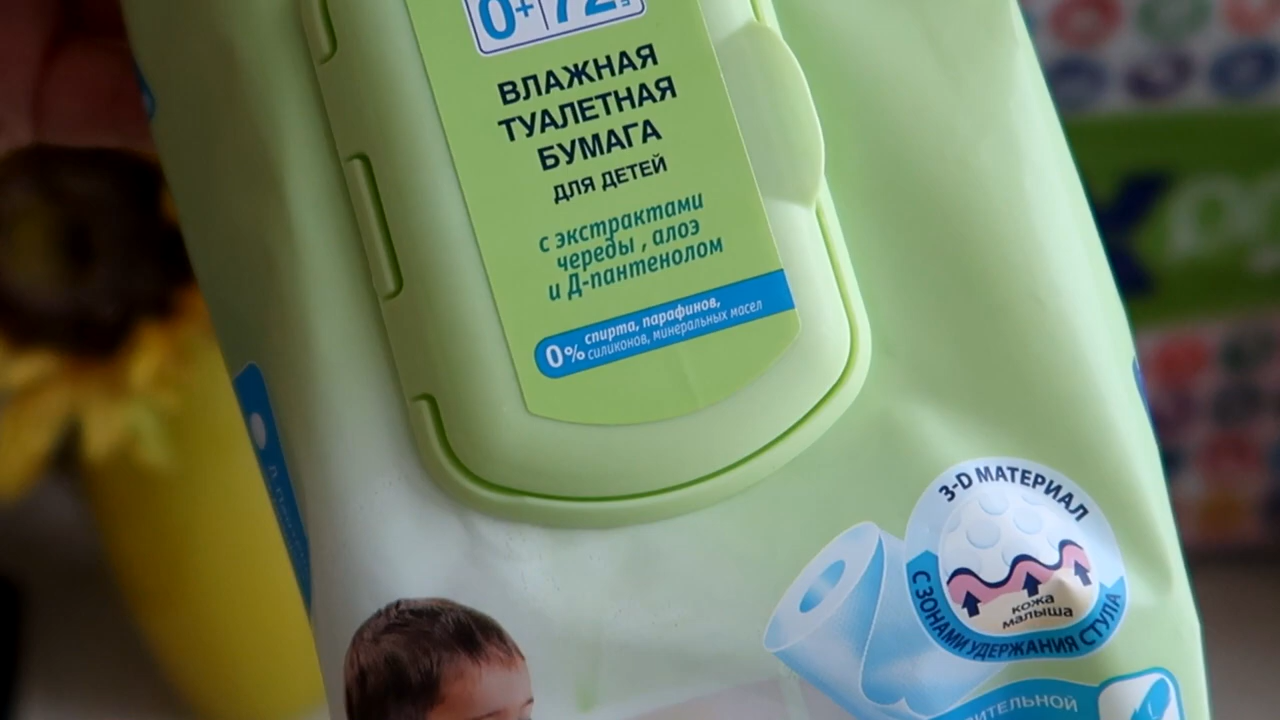 0+ 72
ВЛАЖНАЯ
ТУАЛЕТНАЯ
БУМАГА
ДЛЯ ДЕТЕЙ
с экстрактами
череды , алоэ
и Д-пантенолом
0% спирта, парафинов,
силиконов, минеральных масел
3-D МАТЕРИАЛ
кожа
малыша
С ЗОНАМИ УДЕРЖАНИЯ СТУЛА